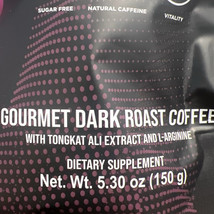 SUGAR FREE NATURAL CAFFEINE
VITALITY
GOURMET DARK ROAST COFFEE
WITH TONGKAT ALI EXTRACT AND L-ARGININE
DIETARY SUPPLEMENT
Net. Wt. 5.30 oz (150 g)